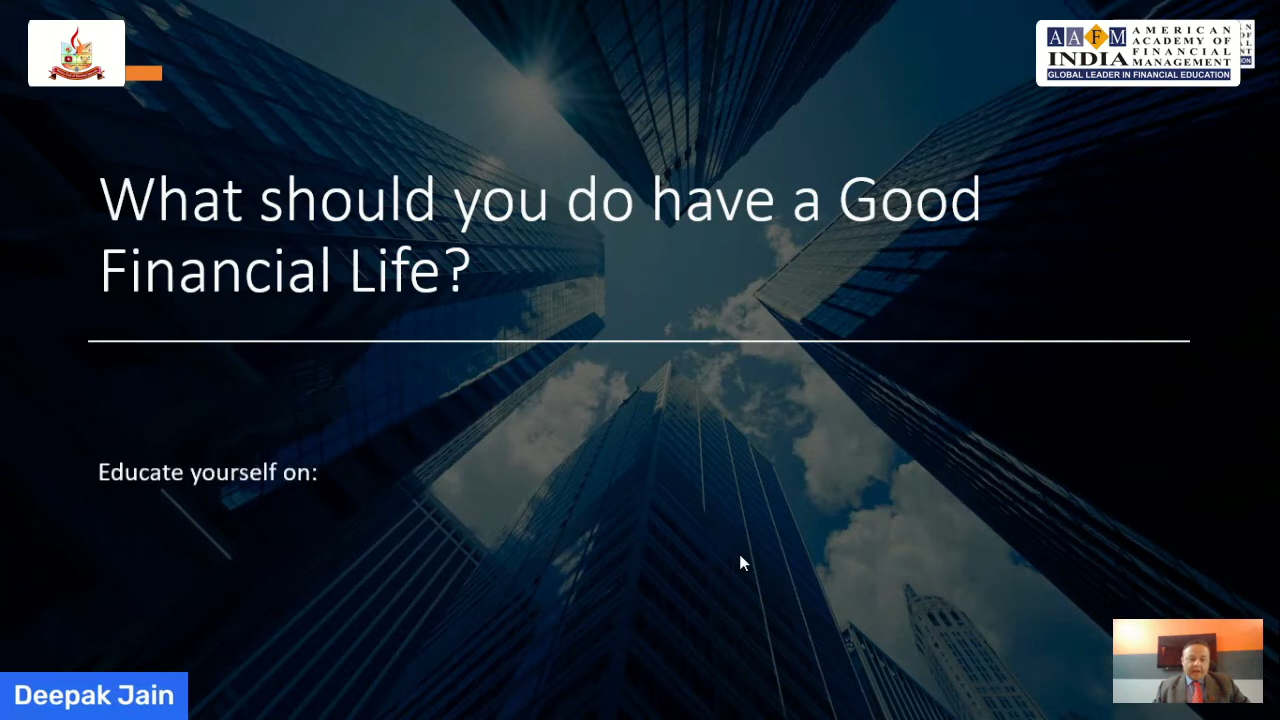 AAFM
INDIA
AMERICAN
ACADEMY OF
FINANCIAL
MANAGEMENT
GLOBAL LEADER IN FINANCIAL EDUCATION
What should you do have a Good
Financial Life?
Educate yourself on:
Deepak Jain